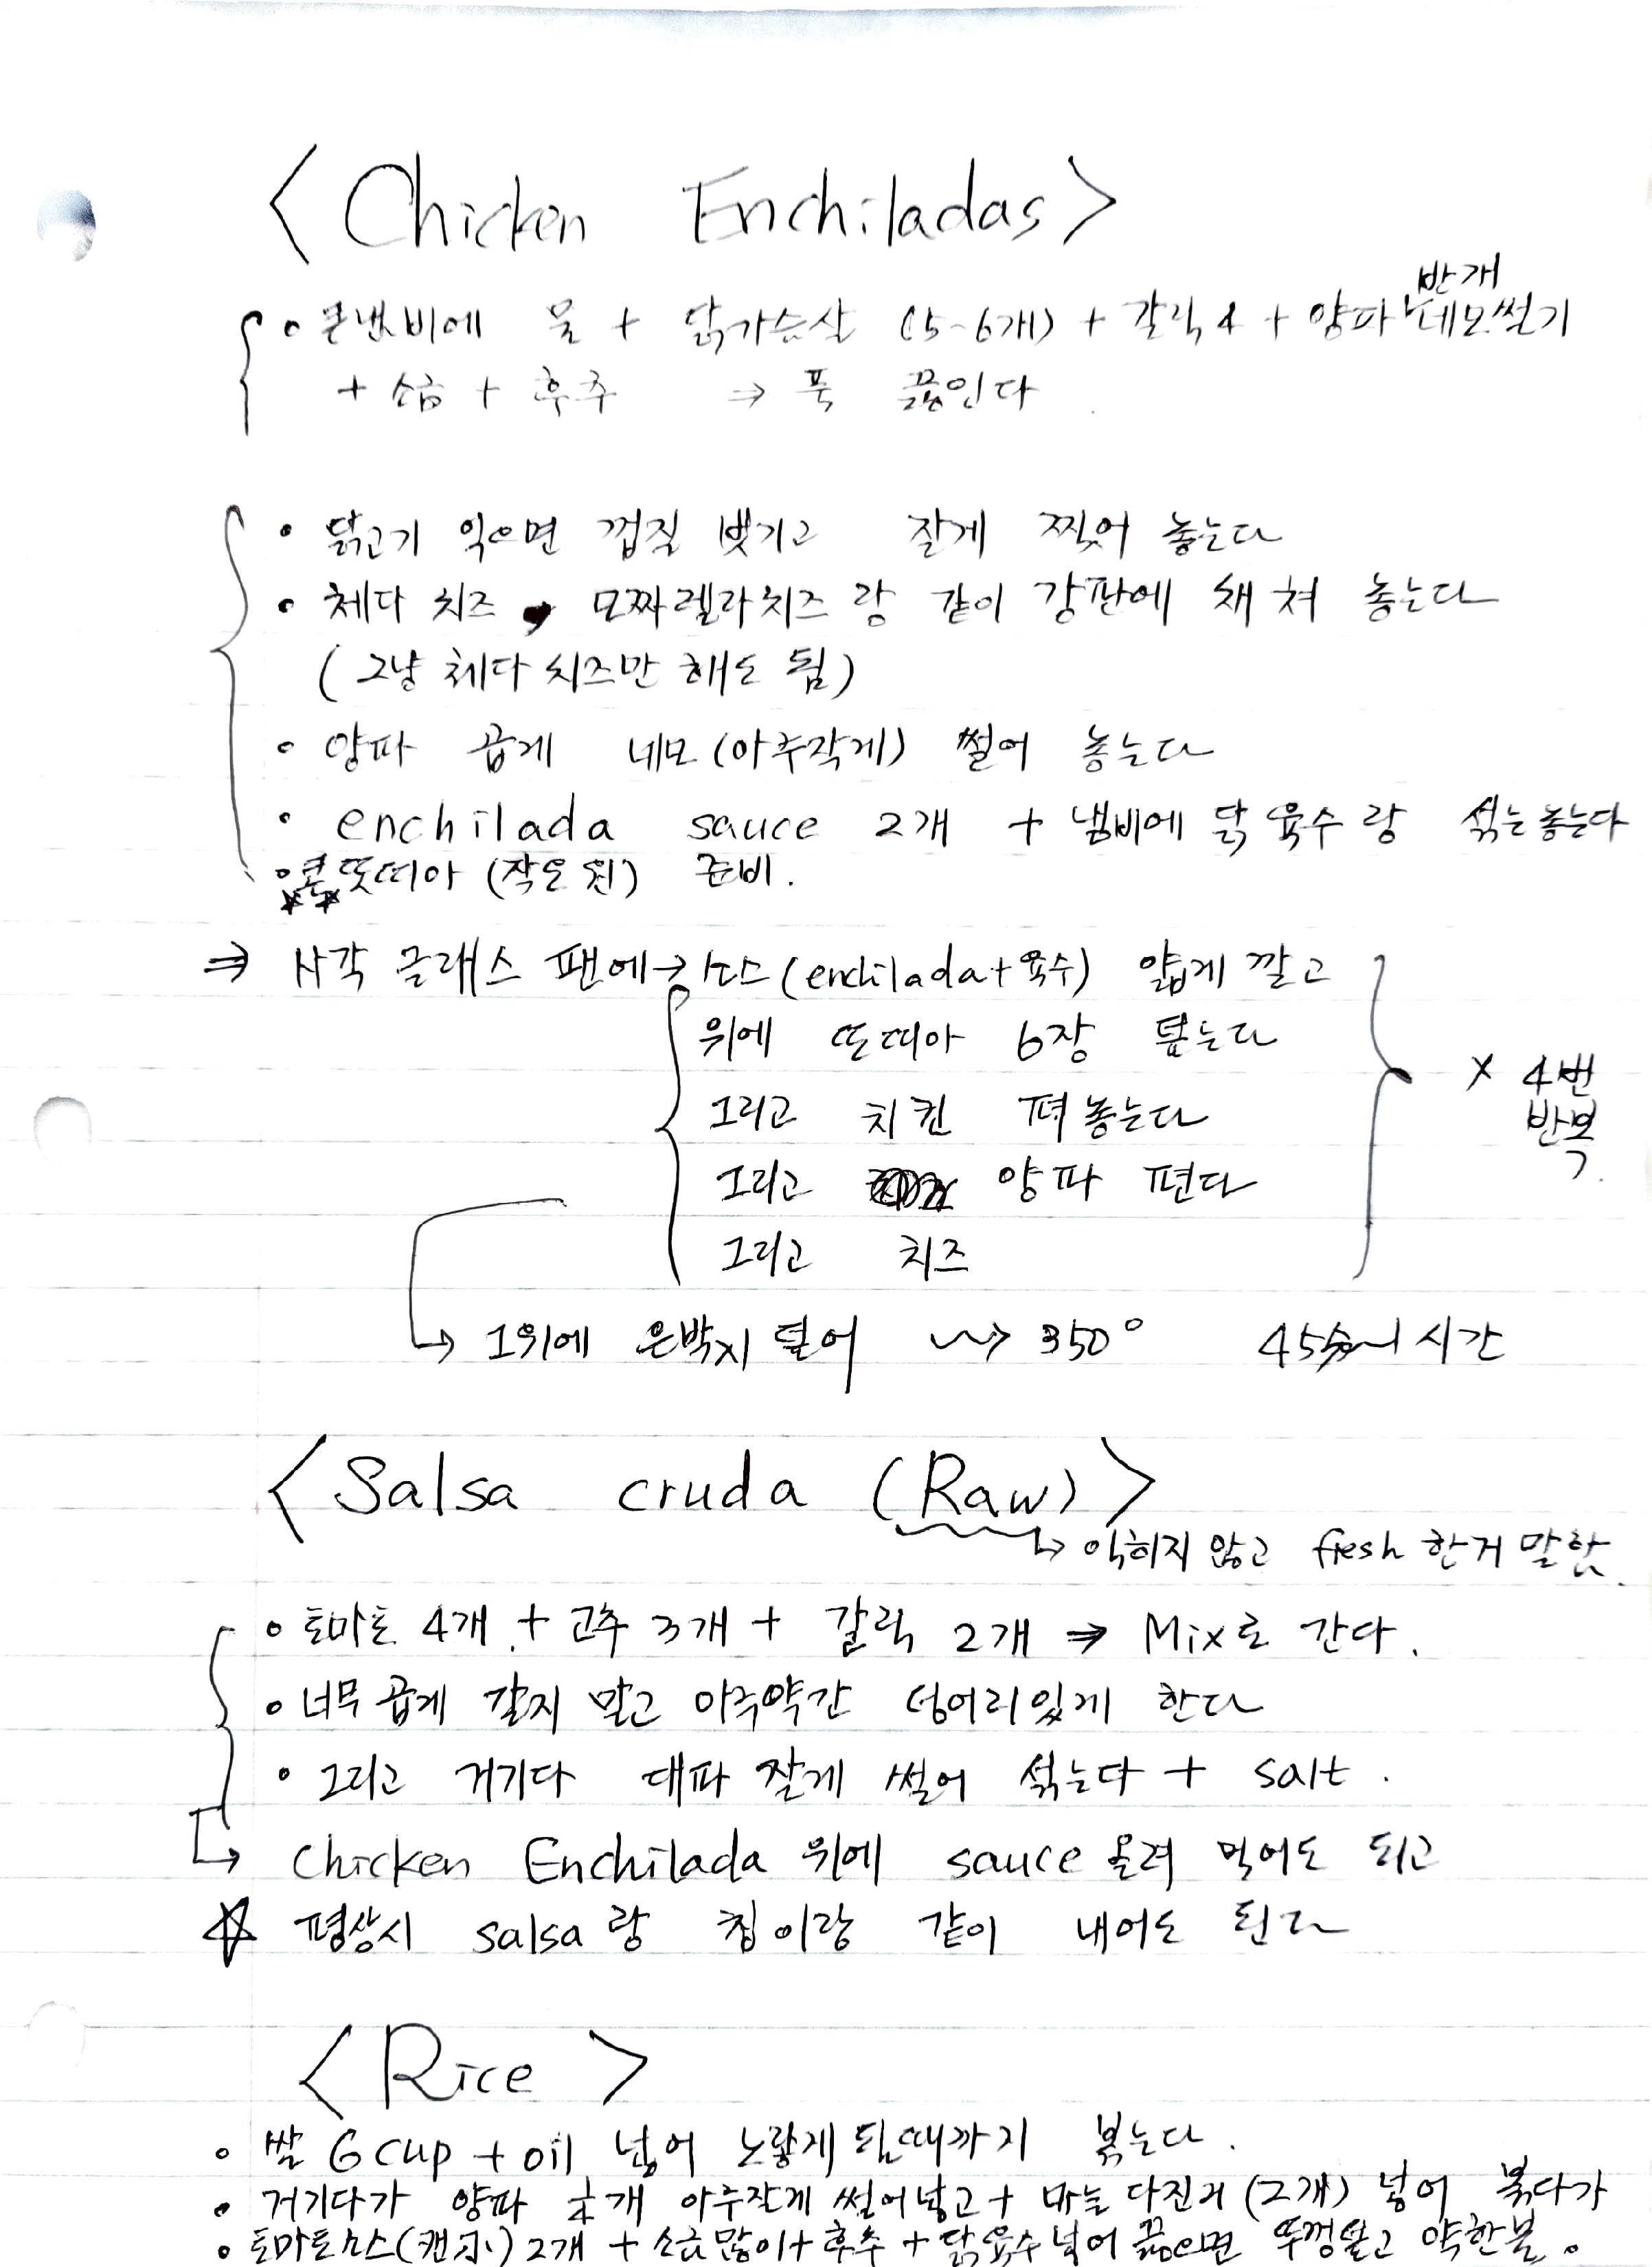 < Chicken Enchiladas >
반개
• 큰냄비에 물 + 닭가슴살 (5-6개) + 갈릭 4 + 양파 네모썰기
+ 소금 + 후추 ⇒ 푹 끓인다
• 닭고기 익으면 껍질 벗기고 잘게 찢어 놓는다
• 체다 치즈, 모짜렐라치즈랑 같이 강판에 채쳐 놓는다
(그냥 체다 치즈만 해도 됨)
• 양파 곱게 네모(아주작게) 썰어 놓는다
• enchilada sauce 2개 + 냄비에 닭 육수랑 섞는 놓는다
• 콘 또띠아 (작은 원) 준비.
⇒ 사각 글래스 팬에 → 소스(enchilada+육수) 얇게 깔고
위에 또띠아 6장 덮는다
그리고 치킨 펴놓는다
그리고 양파 편다
그리고 치즈
x 4번
반복.
↳ 그위에 은박지 덮어 ⇝ 350° 45分~1시간
< Salsa cruda (Raw) >
↳ 익히지 않고 fresh 한거 말함.
• 토마토 4개 + 고추 3개 + 갈릭 2개 ⇒ Mix로 간다.
• 너무 곱게 갈지 말고 아주약간 덩어리있게 한다
• 그리고 거기다 대파 잘게 썰어 섞는다 + salt.
↳ chicken Enchilada 위에 sauce 올려 먹어도 되고
☆ 평상시 salsa랑 칩이랑 같이 내어도 된다
< Rice >
• 쌀 6 cup + oil 넣어 노랗게 될때까지 볶는다.
• 거기다가 양파 개 아주잘게 썰어넣고 + 마늘 다진거 (2개) 넣어 볶다가
• 토마토소스(캔小) 2개 + 소금많이 + 후추 + 닭육수넣어 끓으면 뚜껑덮고 약한불.